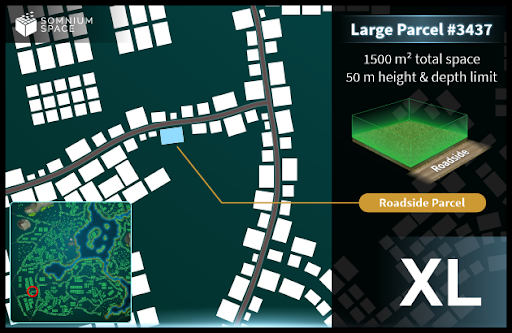 SOMNIUM
SPACE
Large Parcel #3437
1500 m² total space
50 m height & depth limit
Roadside
Roadside Parcel
XL